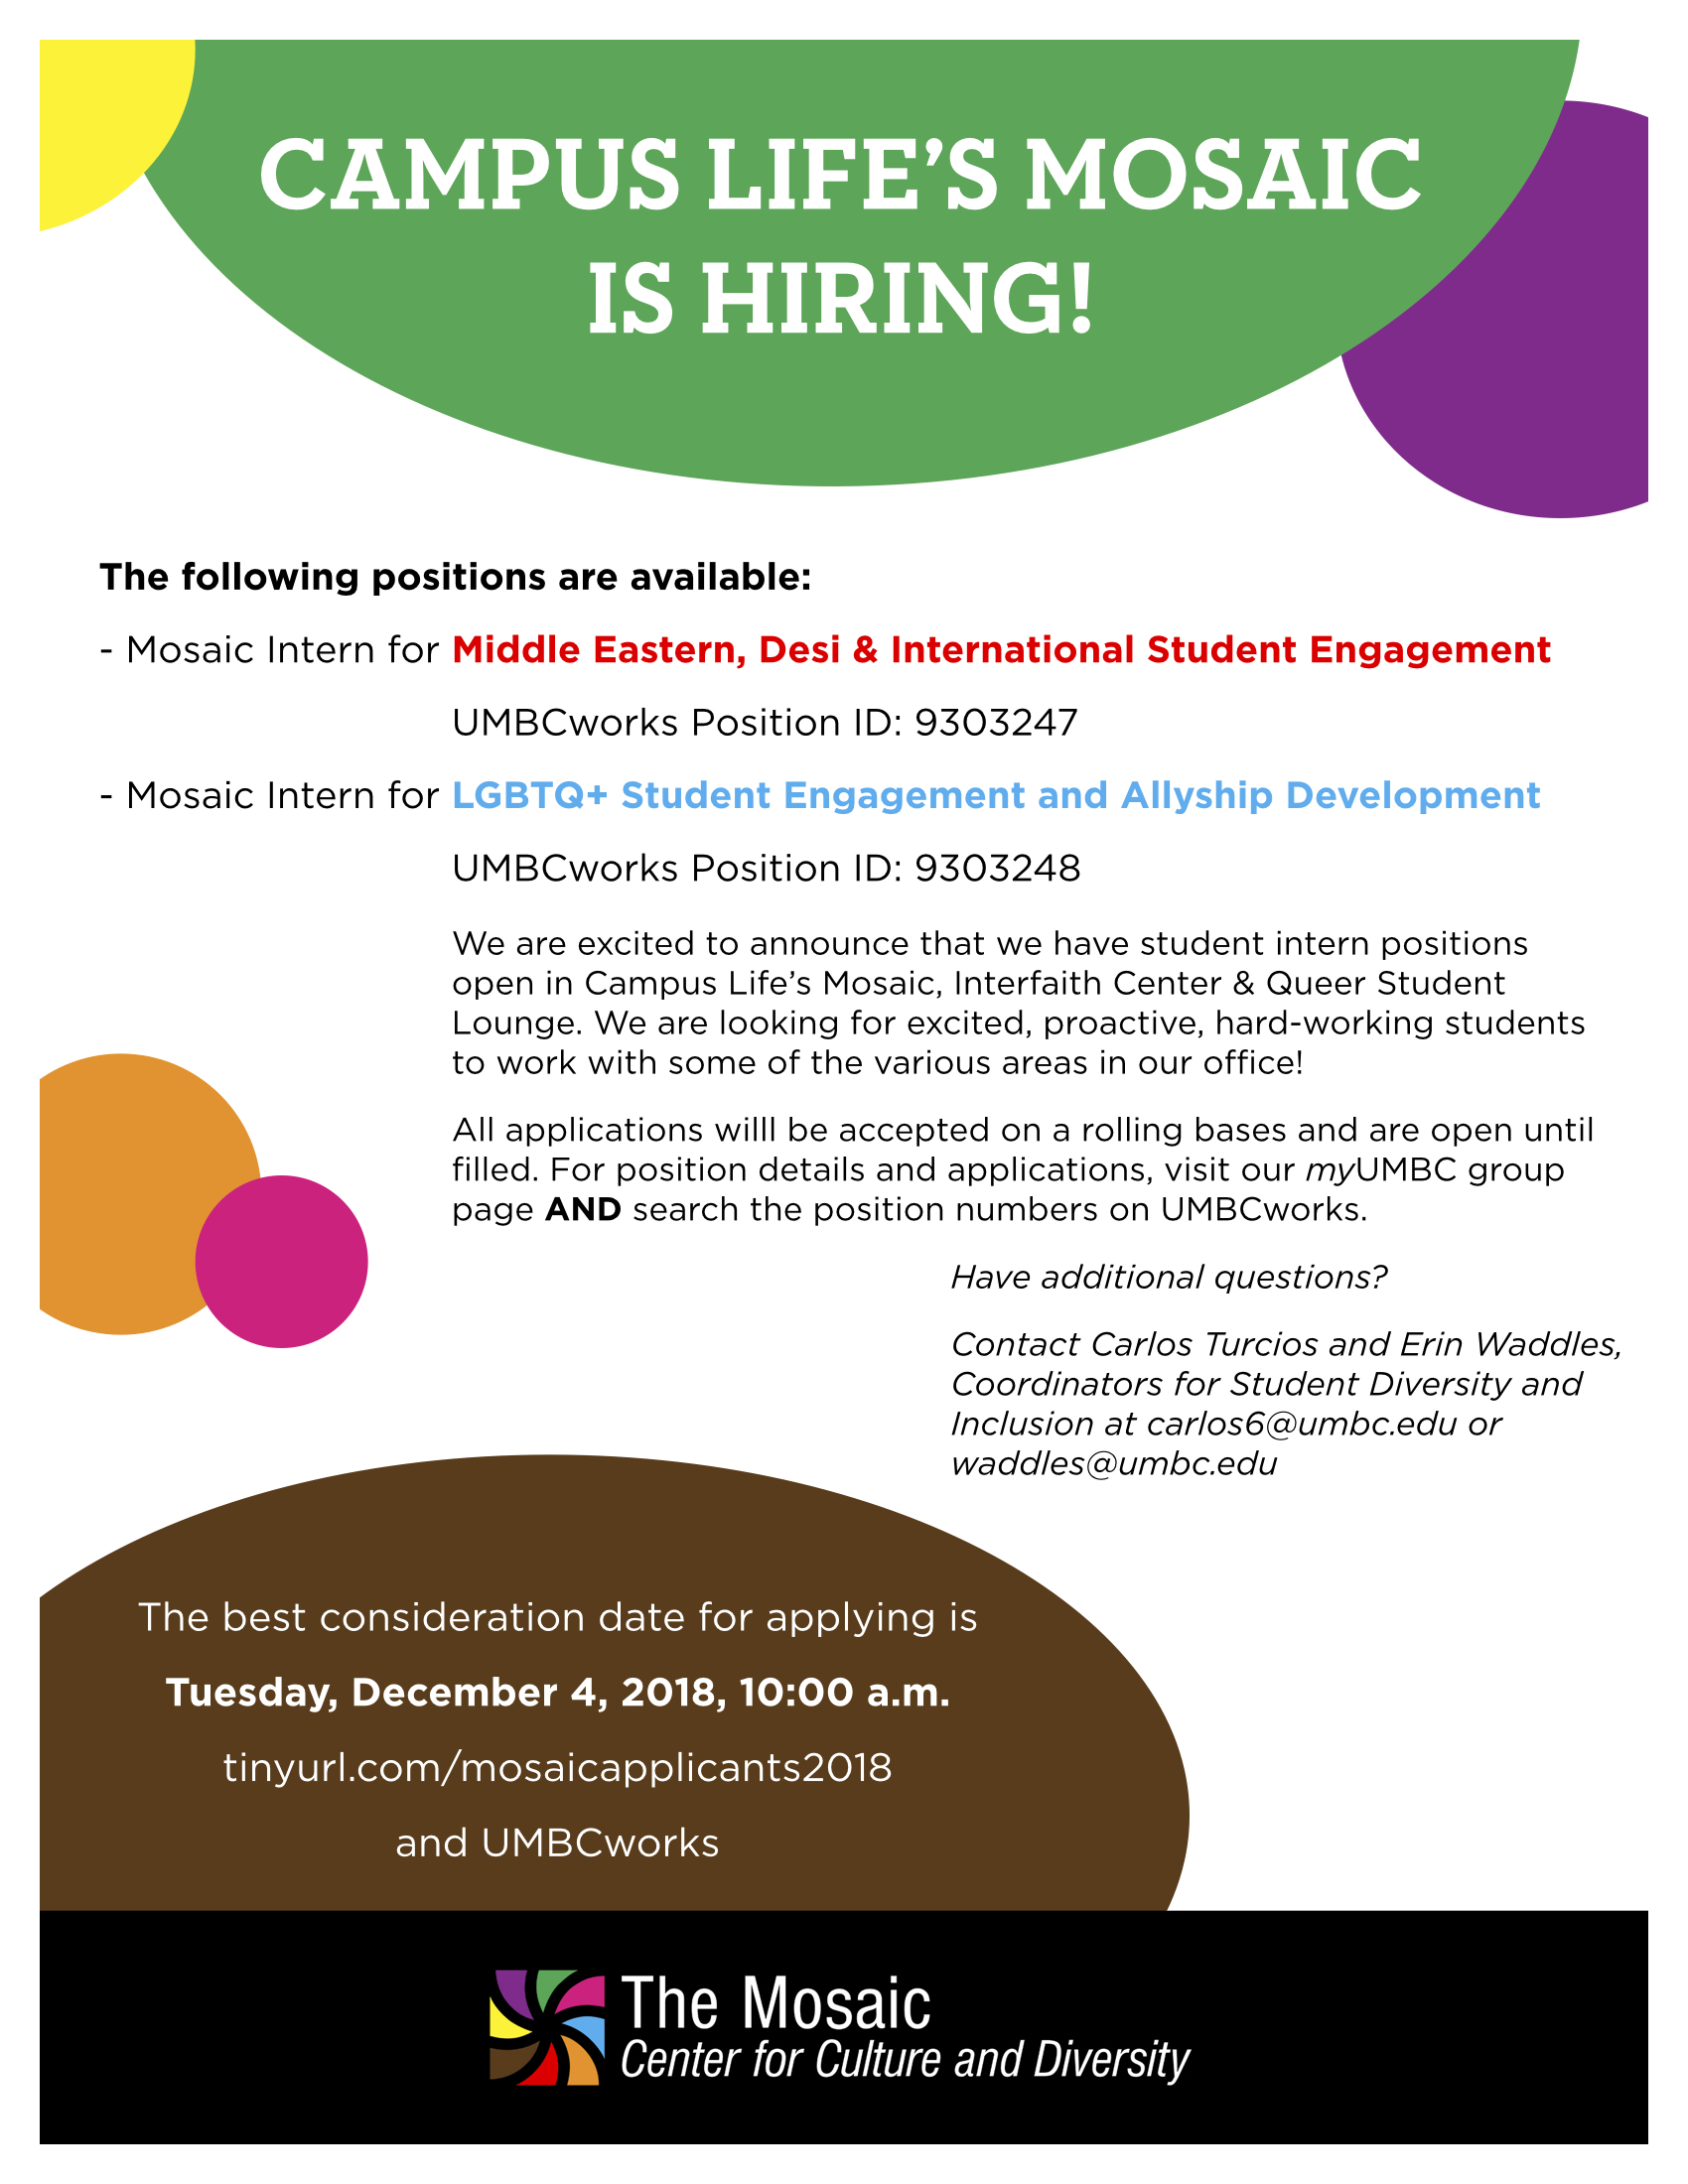 CAMPUS LIFE’S MOSAIC
IS HIRING!
The following positions are available:
- Mosaic Intern for Middle Eastern, Desi & International Student Engagement
UMBCworks Position ID: 9303247
- Mosaic Intern for LGBTQ+ Student Engagement and Allyship Development
UMBCworks Position ID: 9303248
We are excited to announce that we have student intern positions
open in Campus Life’s Mosaic, Interfaith Center & Queer Student
Lounge. We are looking for excited, proactive, hard-working students
to work with some of the various areas in our office!
All applications willl be accepted on a rolling bases and are open until
filled. For position details and applications, visit our myUMBC group
page AND search the position numbers on UMBCworks.
Have additional questions?
Contact Carlos Turcios and Erin Waddles,
Coordinators for Student Diversity and
Inclusion at carlos6@umbc.edu or
waddles@umbc.edu
The best consideration date for applying is
Tuesday, December 4, 2018, 10:00 a.m.
tinyurl.com/mosaicapplicants2018
and UMBCworks
The Mosaic
Center for Culture and Diversity